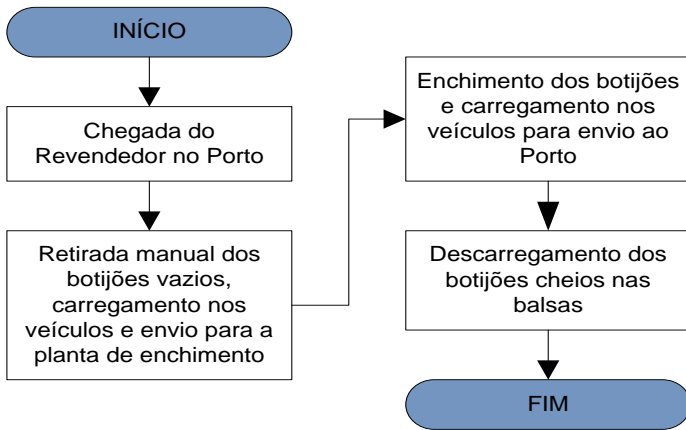 INÍCIO
Chegada do
Revendedor no Porto
Retirada manual dos
botijões vazios,
carregamento nos
veículos e envio para a
planta de enchimento
Enchimento dos botijões
e carregamento nos
veículos para envio ao
Porto
Descarregamento dos
botijões cheios nas
balsas
FIM